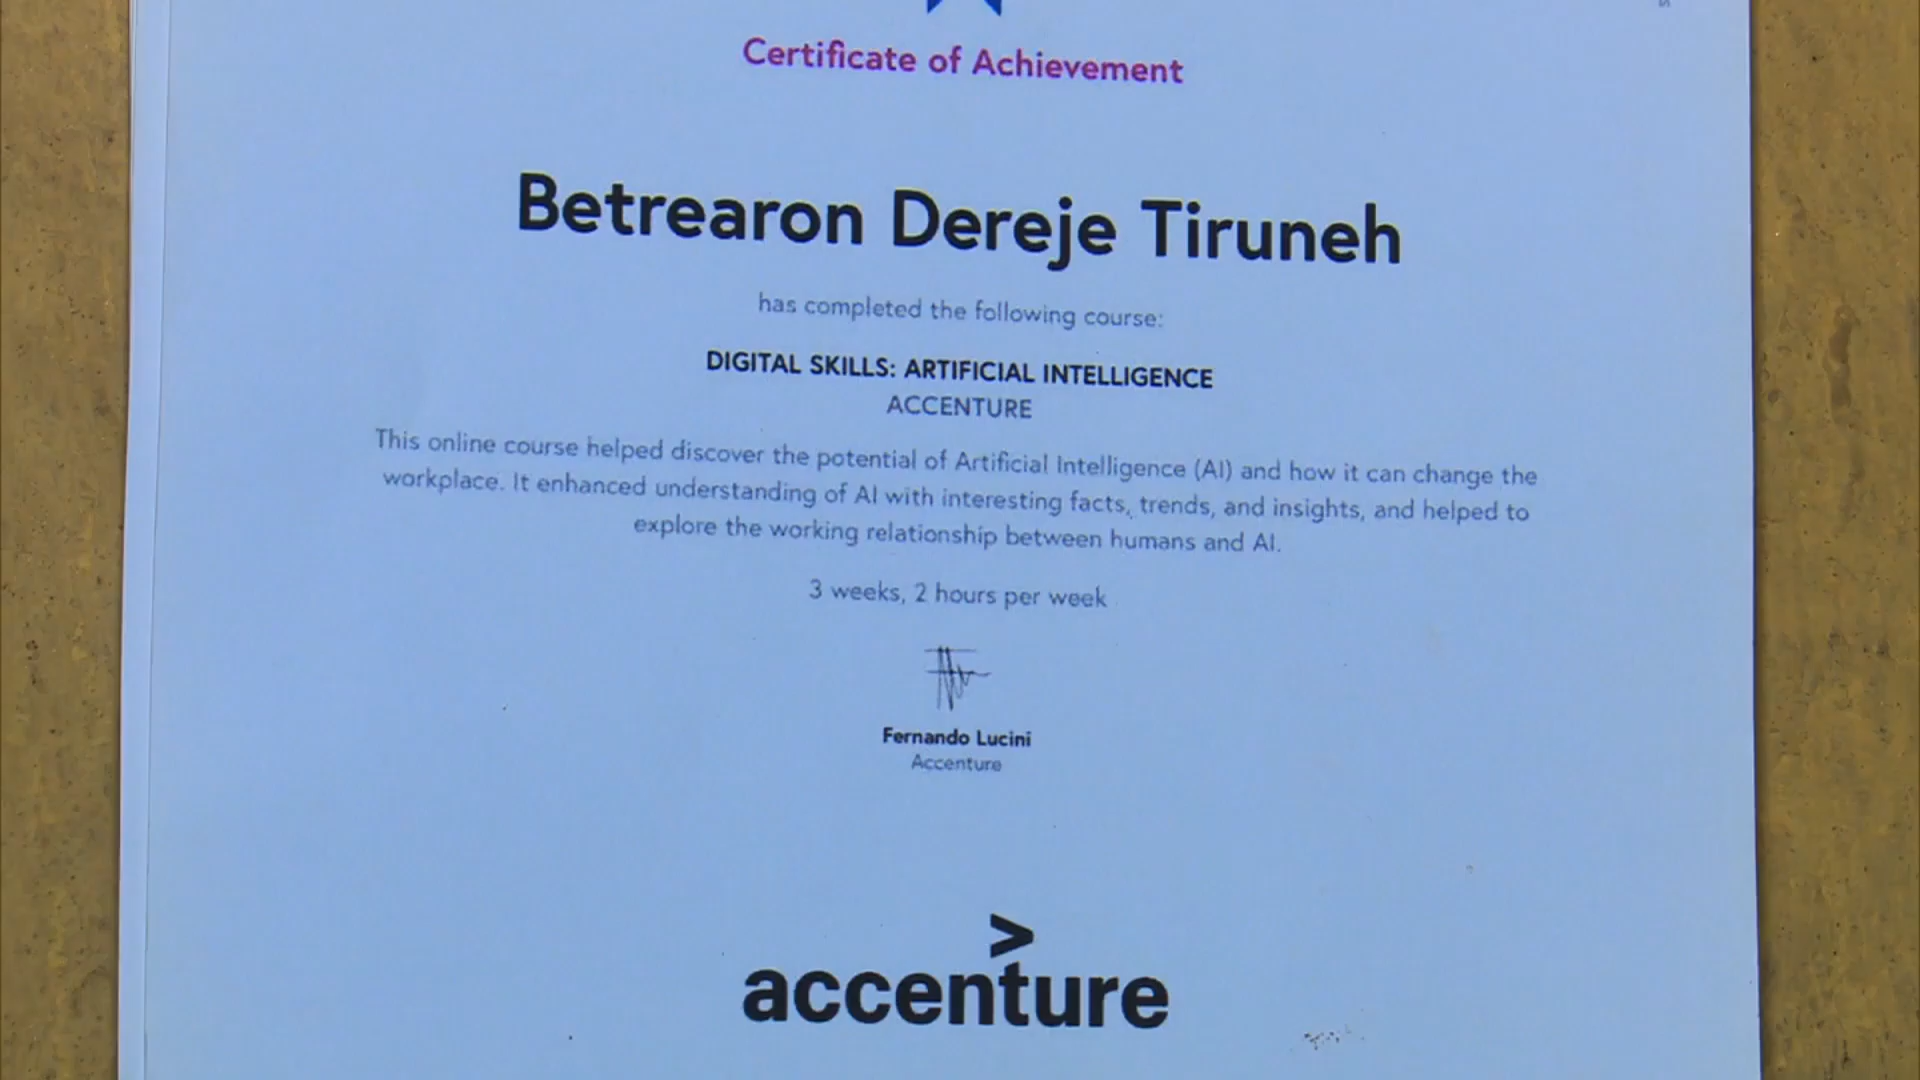 Certificate of Achievement
Betrearon Dereje Tiruneh
has completed the following course:
DIGITAL SKILLS: ARTIFICIAL INTELLIGENCE
ACCENTURE
This online course helped discover the potential of Artificial Intelligence (AI) and how it can change the
workplace. It enhanced understanding of AI with interesting facts, trends, and insights, and helped to
explore the working relationship between humans and AI.
3 weeks, 2 hours per week
Fernando Lucini
Accenture
>
accenture